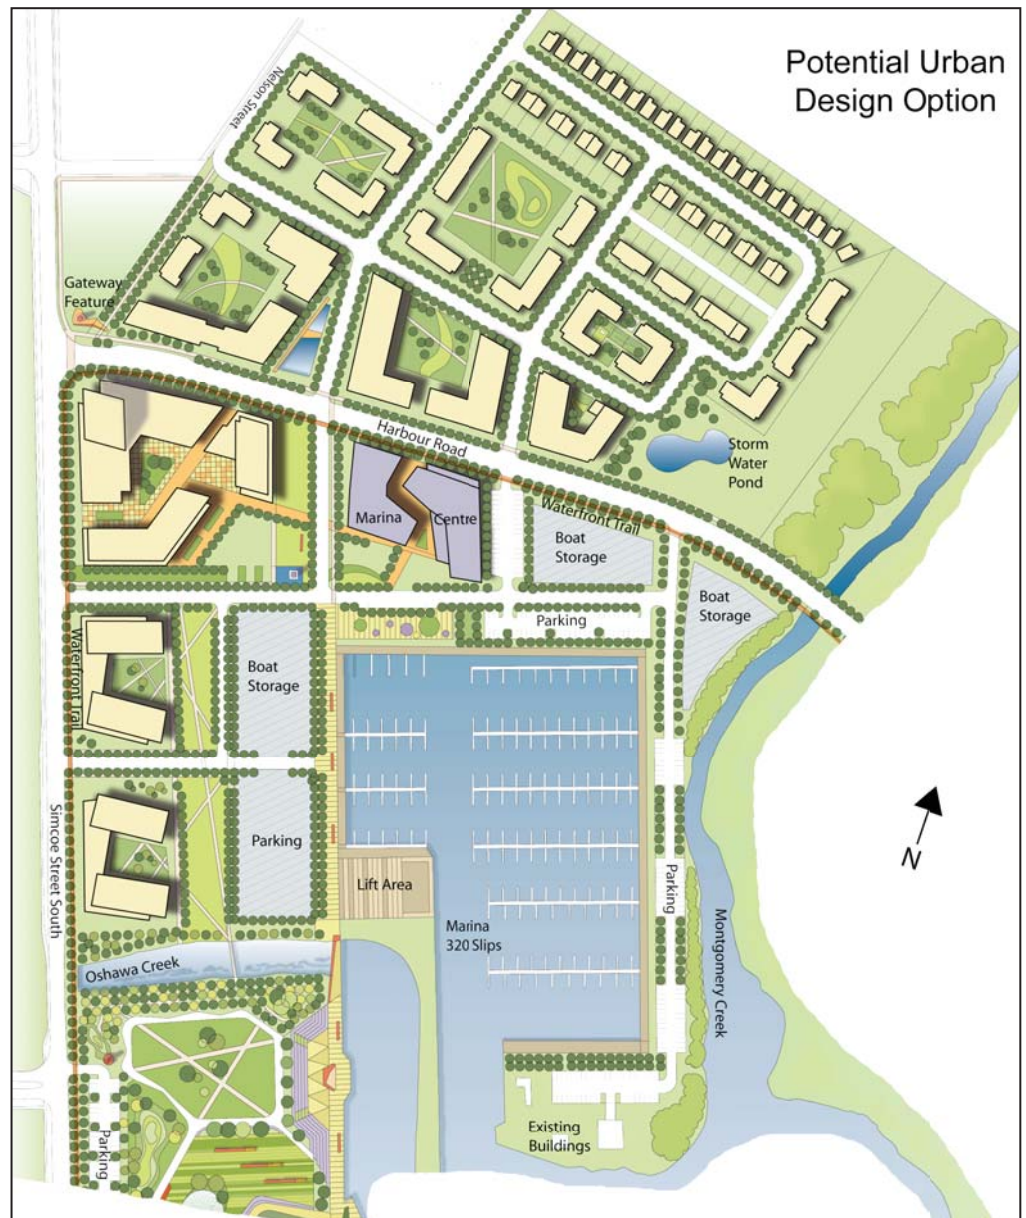 Potential Urban
Design Option
Nelson Street
Gateway
Feature
Harbour Road
Storm
Water
Pond
Waterfront Trail
Marina
Centre
Boat
Storage
Boat
Storage
Parking
Waterfront Trail
Boat
Storage
Simcoe Street South
Parking
Lift Area
Marina
320 Slips
Parking
Montgomery Creek
N
Oshawa Creek
Existing
Buildings
Parking